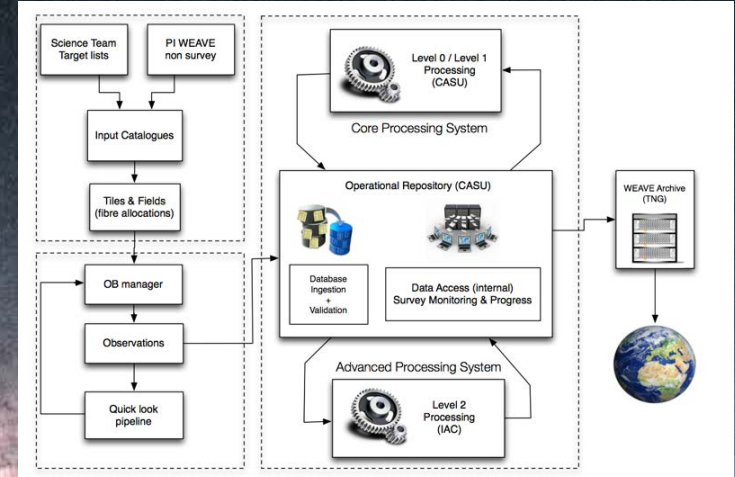 Science Team
Target lists
PI WEAVE
non survey
Input Catalogues
Tiles & Fields
(fibre allocations)
OB manager
Observations
Quick look
pipeline
Level 0 / Level 1
Processing
(CASU)
Core Processing System
Operational Repository (CASU)
Database
Ingestion
+
Validation
Data Access (internal)
Survey Monitoring & Progress
Advanced Processing System
Level 2
Processing
(IAC)
WEAVE Archive
(TNG)